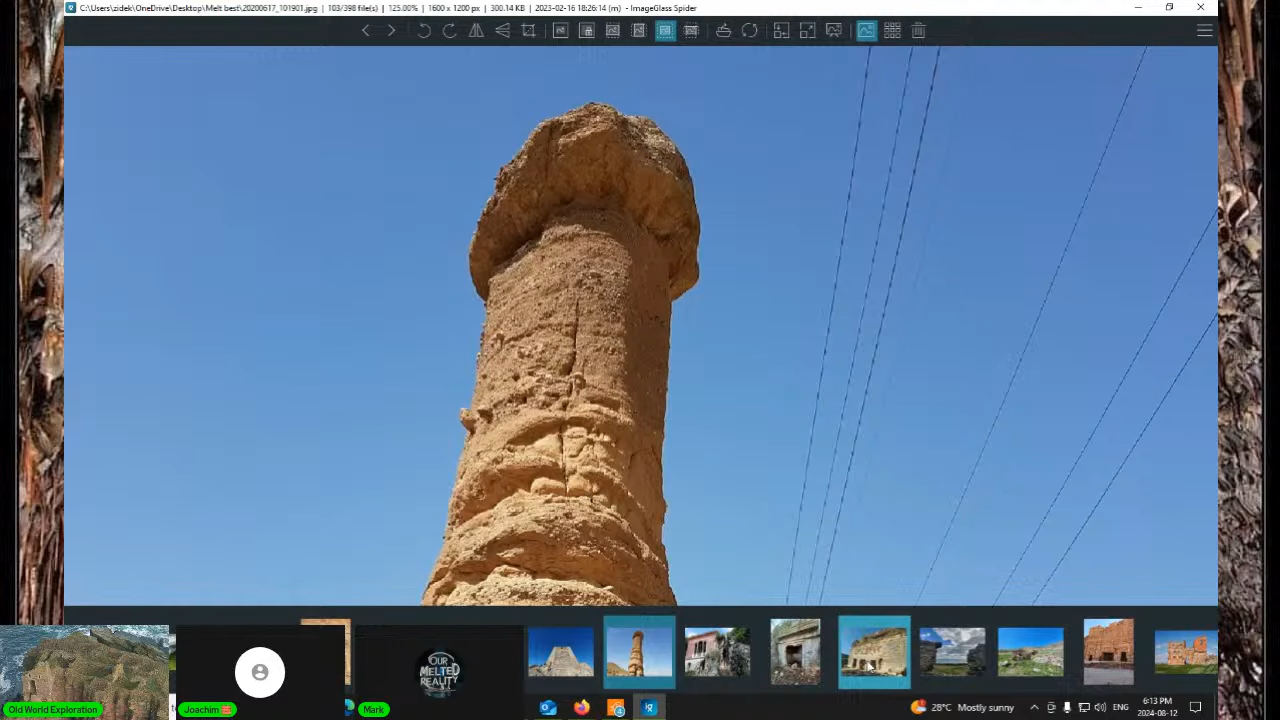 C:\Users\zidek\OneDrive\Desktop\Melt best\20200617_101901.jpg | 103/398 file(s) | 125.00% | 1600 x 1200 px | 300.14 KB | 2023-02-16 18:26:14 (m) - ImageGlass Spider
OUR
MELTED
REALITY
Old World Exploration
Joachim
Mark
4
28°C Mostly sunny
ENG
6:13 PM
2024-08-12